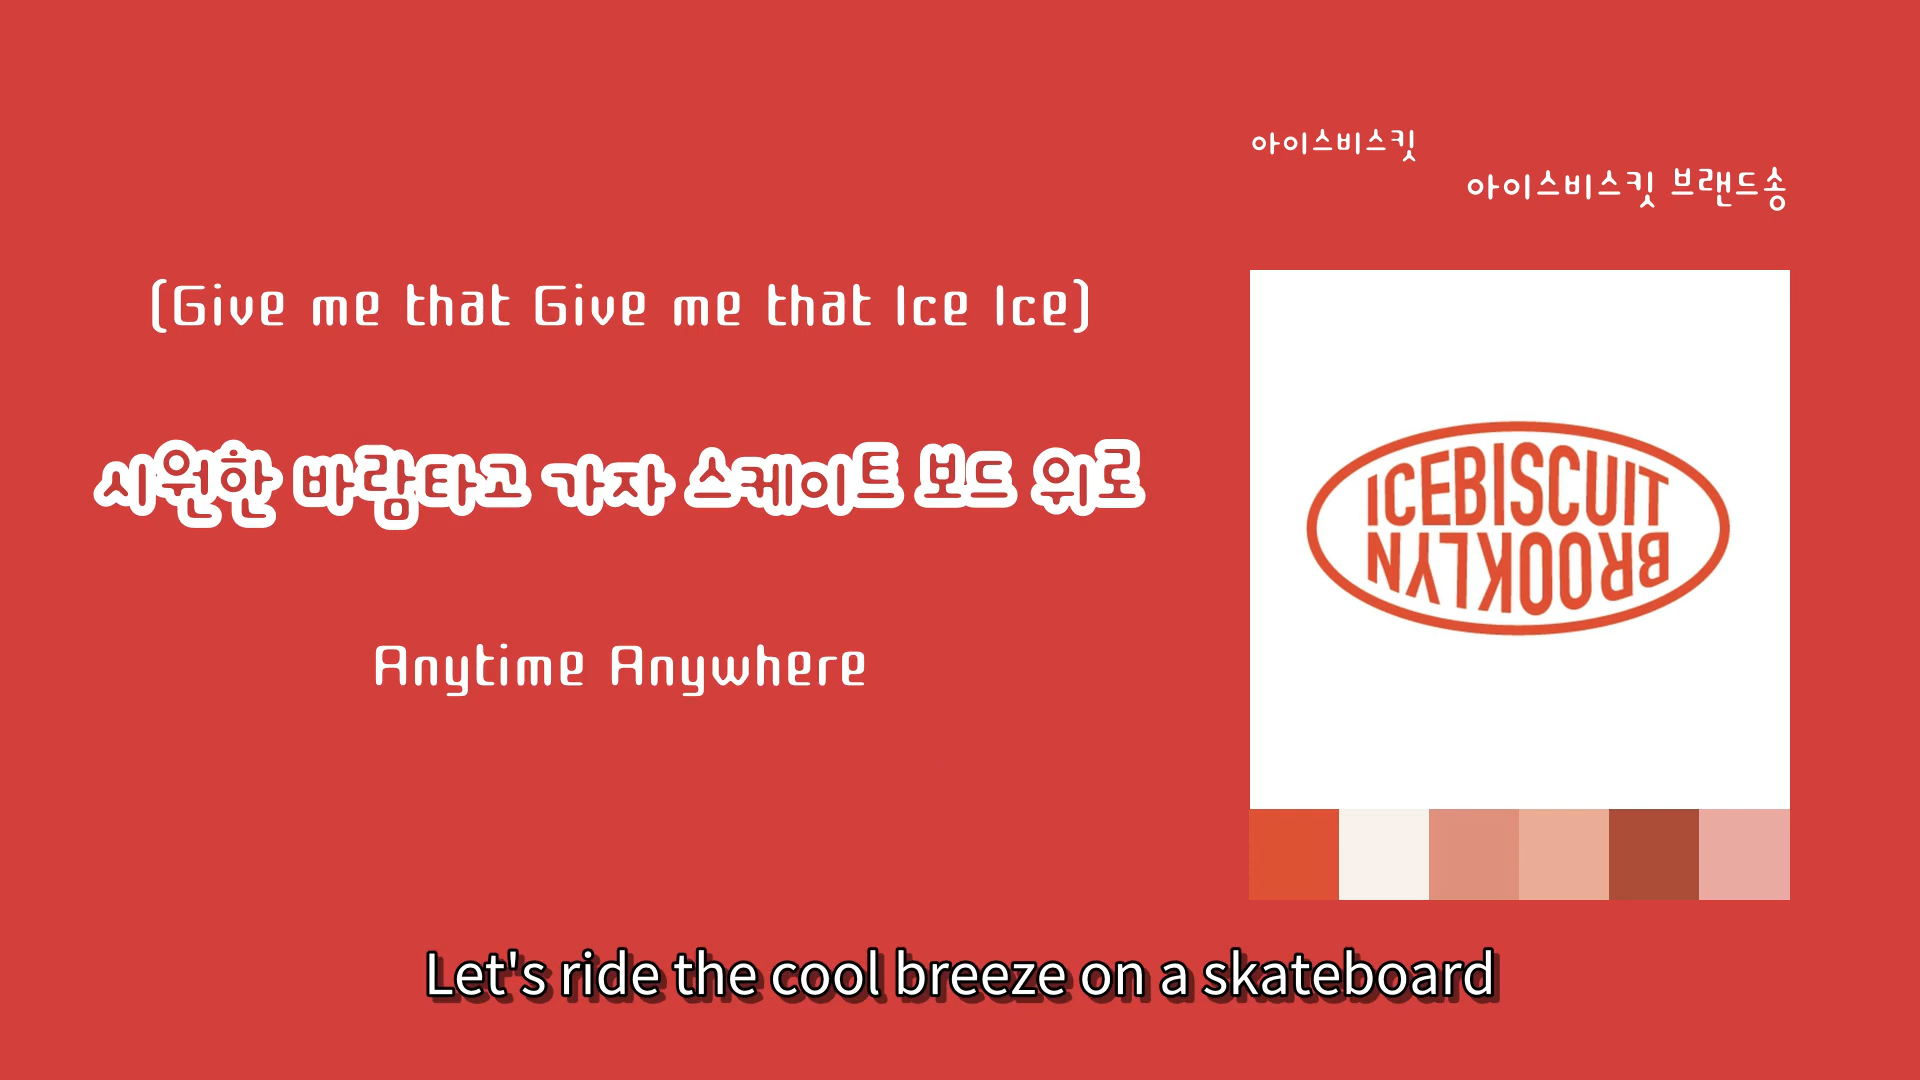 아이스비스킷
아이스비스킷 브랜드송
(Give me that Give me that Ice Ice)
시원한 바람타고 가자 스케이트 보드 위로
Anytime Anywhere
ICEBISCUIT
BROOKLYN
Let's ride the cool breeze on a skateboard